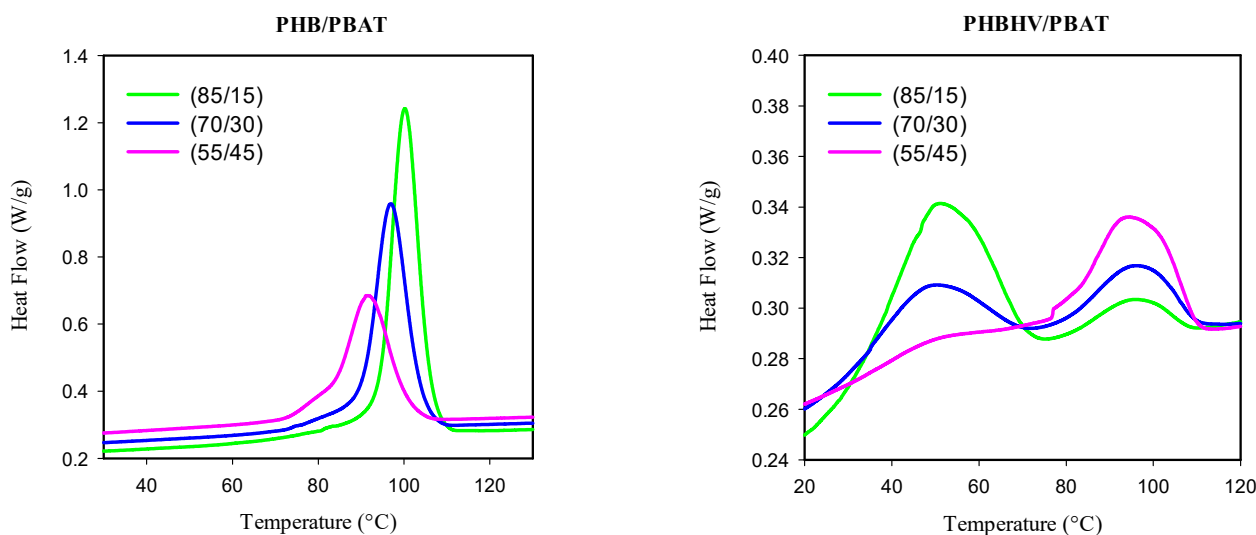 PHB/PBAT
1.4
1.2
1.0
0.8
0.6
0.4
0.2
Heat Flow (W/g)
(85/15)
(70/30)
(55/45)
40 60 80 100 120
Temperature (°C)
PHBHV/PBAT
0.40
0.38
0.36
0.34
0.32
0.30
0.28
0.26
0.24
Heat Flow (W/g)
(85/15)
(70/30)
(55/45)
20 40 60 80 100 120
Temperature (°C)